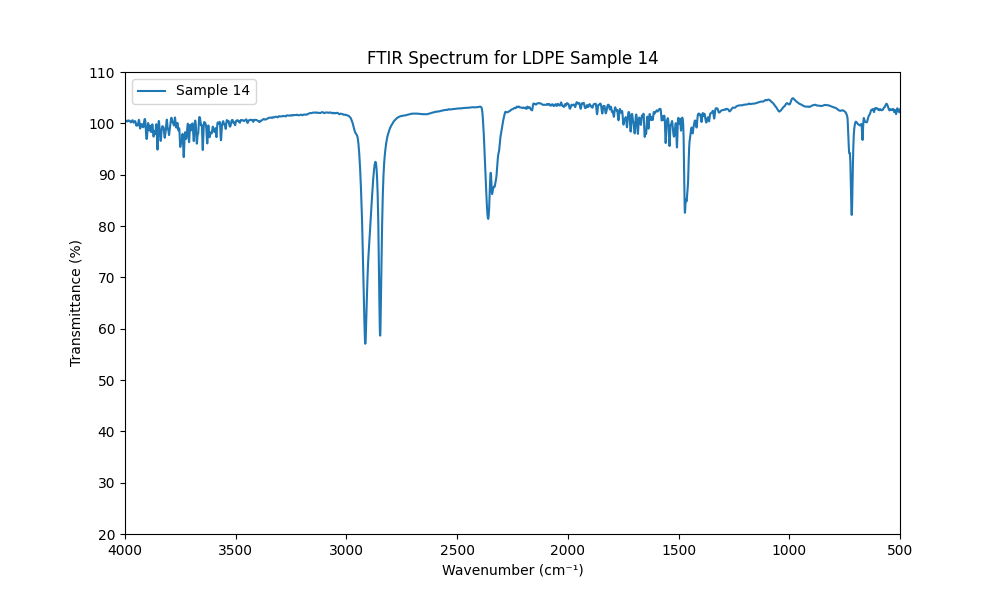 FTIR Spectrum for LDPE Sample 14
Sample 14
Transmittance (%)
110
100
90
80
70
60
50
40
30
20
4000 3500 3000 2500 2000 1500 1000 500
Wavenumber (cm⁻¹)